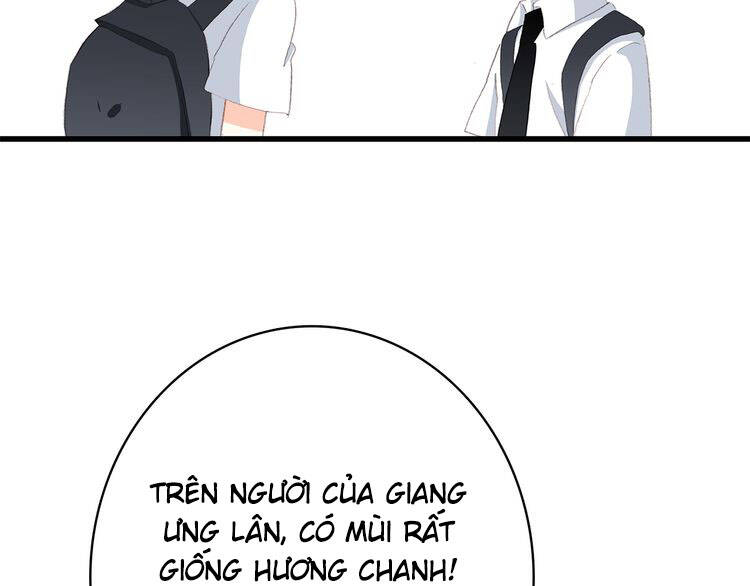 TRÊN NGƯỜI CỦA GIANG
ƯNG LÂN, CÓ MÙI RẤT
GIỐNG HƯƠNG CHANH!